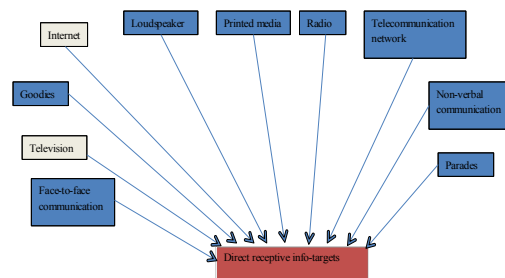 Internet
Loudspeaker
Printed media
Radio
Telecommunication
network
Goodies
Non-verbal
communication
Television
Parades
Face-to-face
communication
Direct receptive info-targets